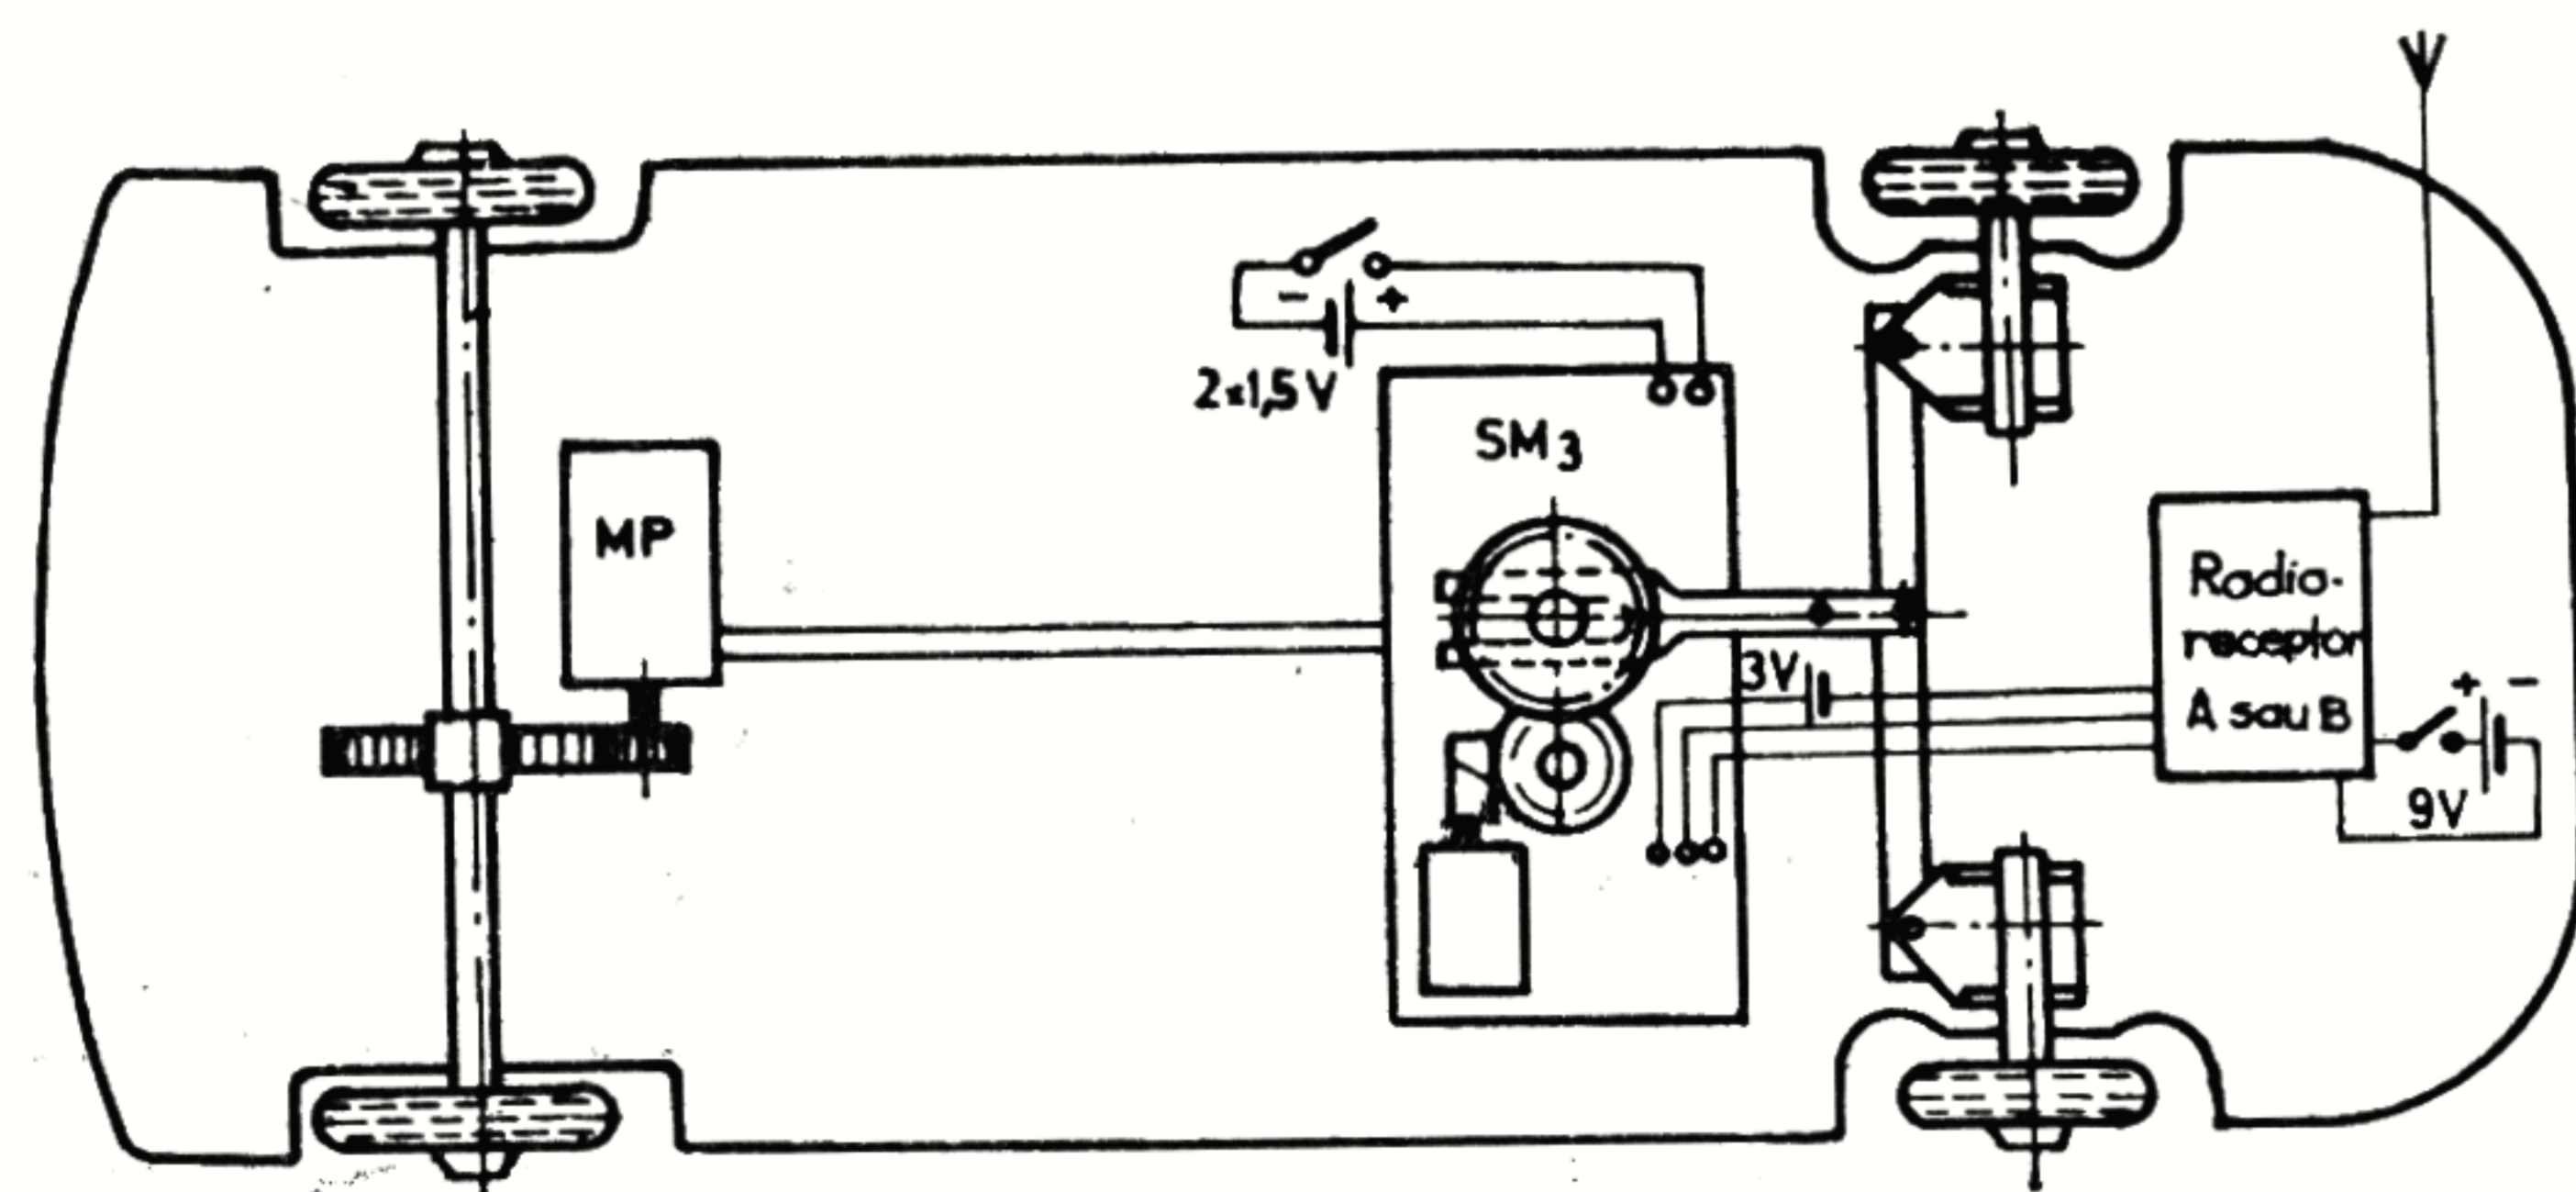 - +
2x1,5V
SM3
MP
Radio-
receptor
A sau B
3V
+ -
9V